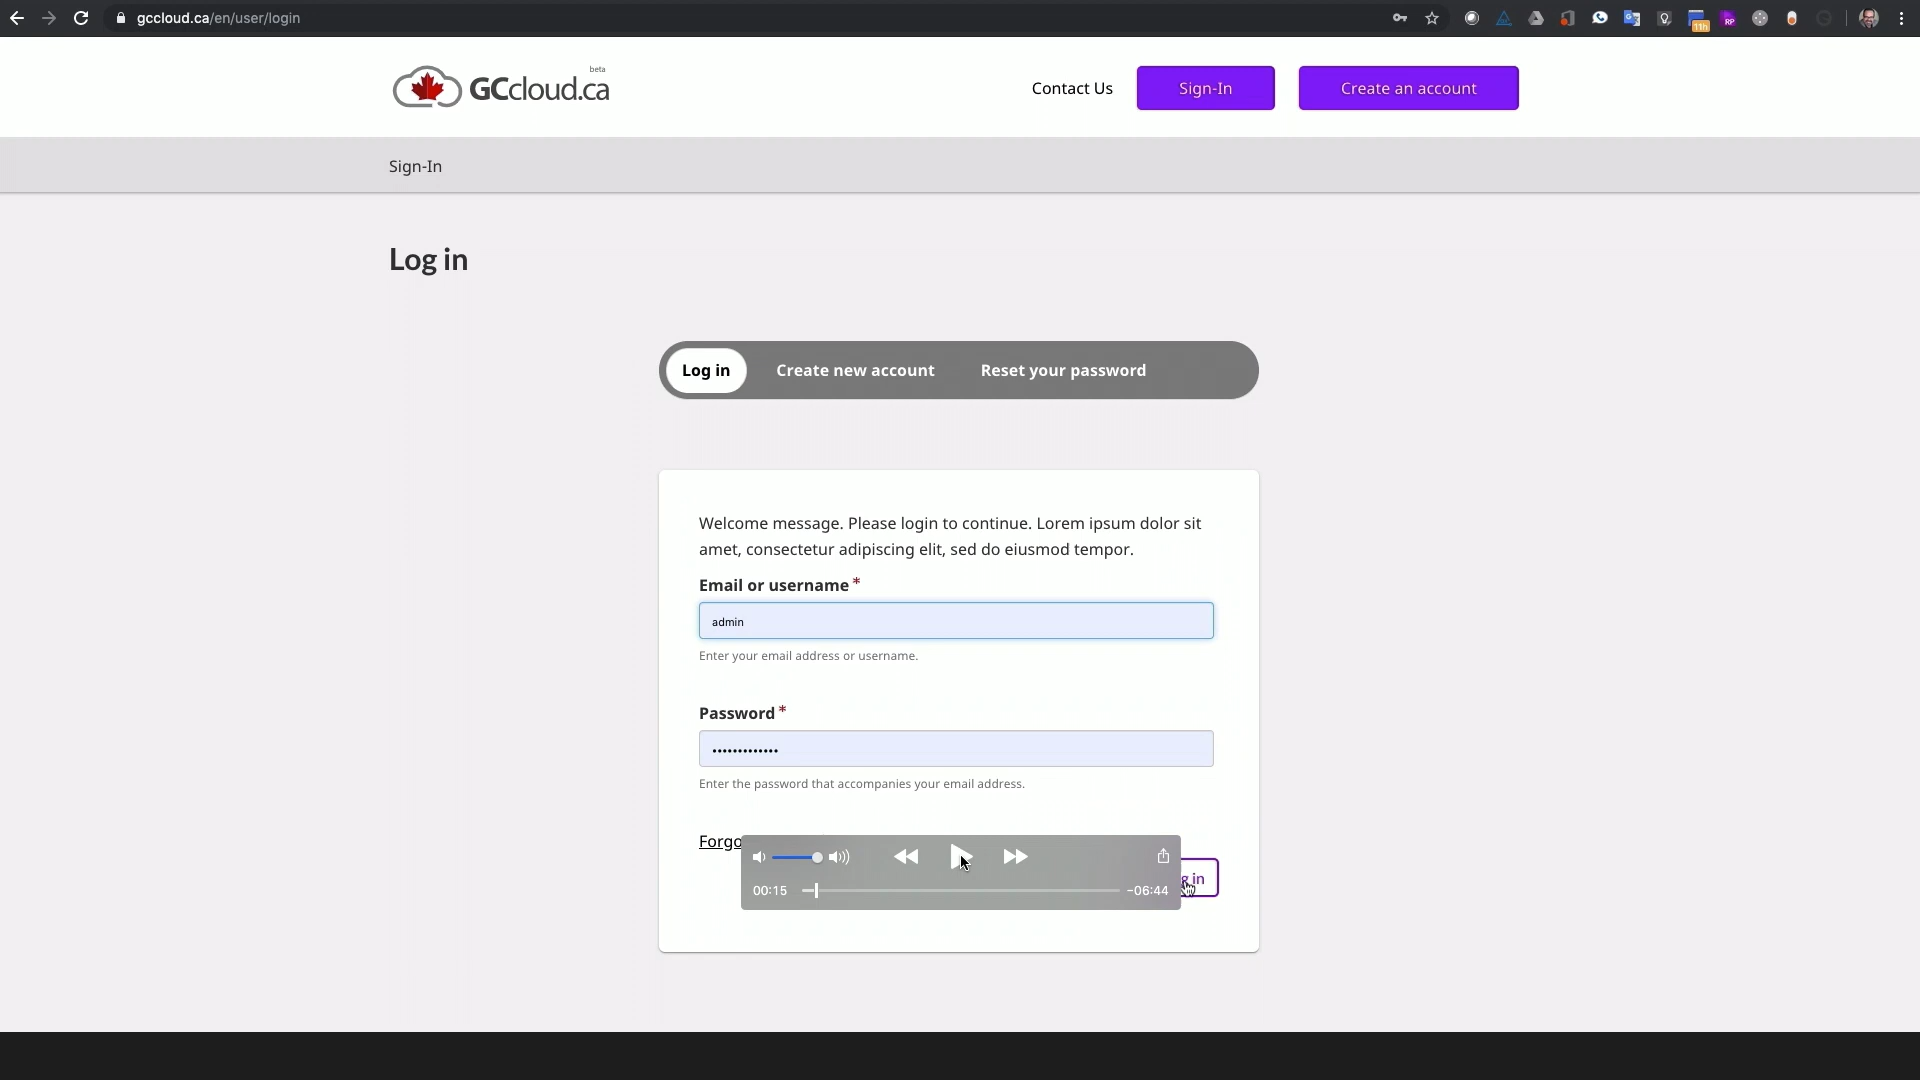 gccloud.ca/en/user/login
11h
RP
beta
GCcloud.ca
Contact Us
Sign-In
Create an account
Sign-In
Log in
Log in
Create new account
Reset your password
Welcome message. Please login to continue. Lorem ipsum dolor sit
amet, consectetur adipiscing elit, sed do eiusmod tempor.
Email or username *
admin
Enter your email address or username.
Password *
•••••••••••••
Enter the password that accompanies your email address.
Forgo
g in
00:15
-06:44